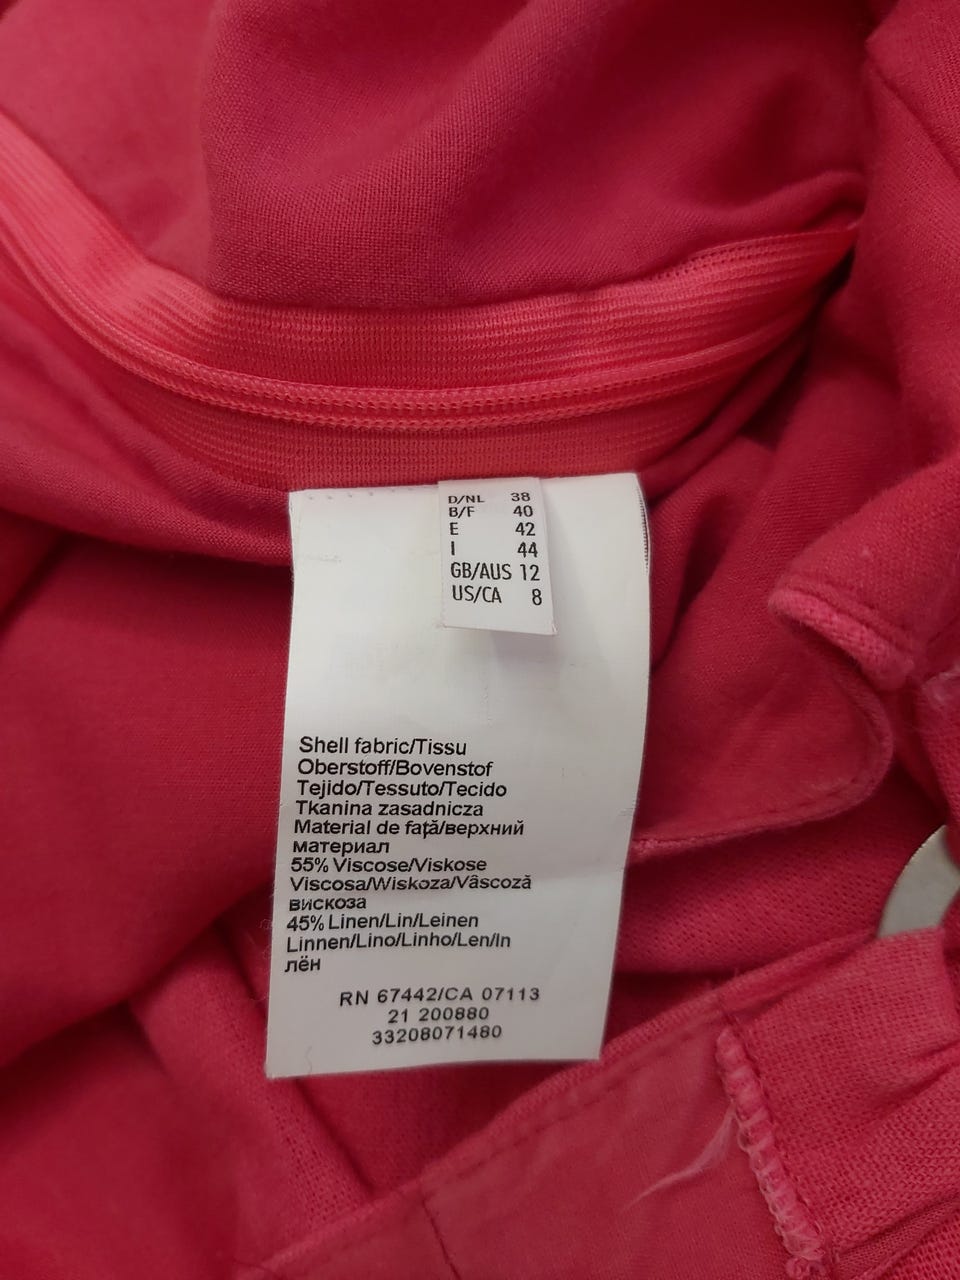 D/NL 38
B/F 40
E 42
I 44
GB/AUS 12
US/CA 8
Shell fabric/Tissu
Oberstoff/Bovenstof
Tejido/Tessuto/Tecido
Tkanina zasadnicza
Material de față/верхний
материал
55% Viscose/Viskose
Viscosa/Wiskoza/Vâscoză
вискоза
45% Linen/Lin/Leinen
Linnen/Lino/Linho/Len/In
лён
RN 67442/CA 07113
21 200880
33208071480